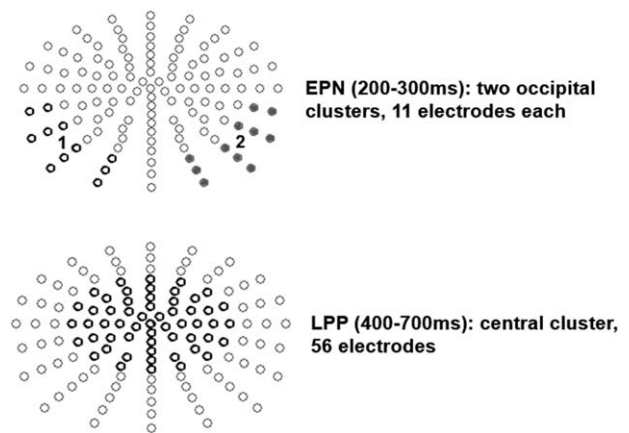 EPN (200-300ms): two occipital
clusters, 11 electrodes each
1
2
LPP (400-700ms): central cluster,
56 electrodes